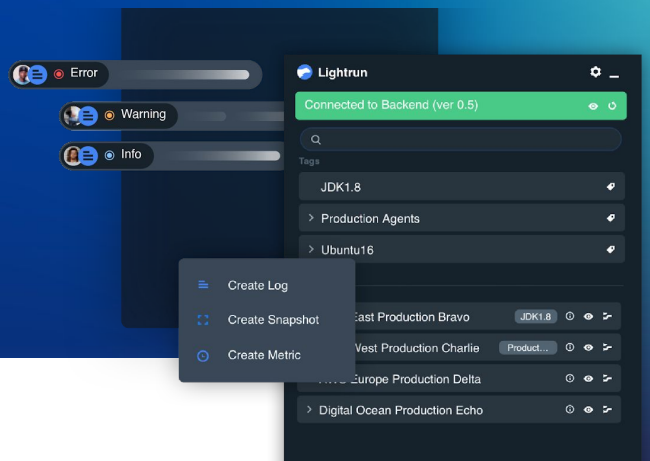 Error
Warning
Info
Lightrun
Connected to Backend (ver 0.5)
Tags
JDK1.8
Production Agents
Ubuntu16
Create Log
Create Snapshot
Create Metric
East Production Bravo JDK1.8
West Production Charlie Product...
Europe Production Delta
Digital Ocean Production Echo